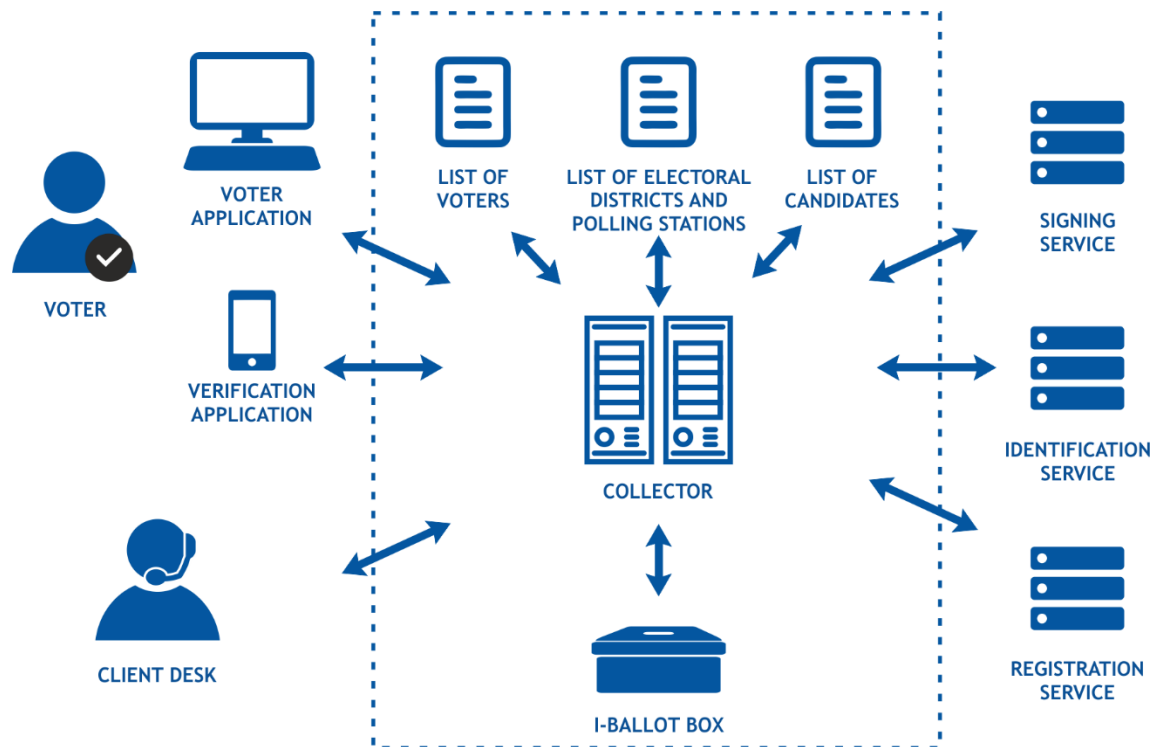 VOTER
APPLICATION
VOTER
VERIFICATION
APPLICATION
CLIENT DESK
LIST OF
VOTERS
LIST OF ELECTORAL
DISTRICTS AND
POLLING STATIONS
LIST OF
CANDIDATES
COLLECTOR
I-BALLOT BOX
SIGNING
SERVICE
IDENTIFICATION
SERVICE
REGISTRATION
SERVICE